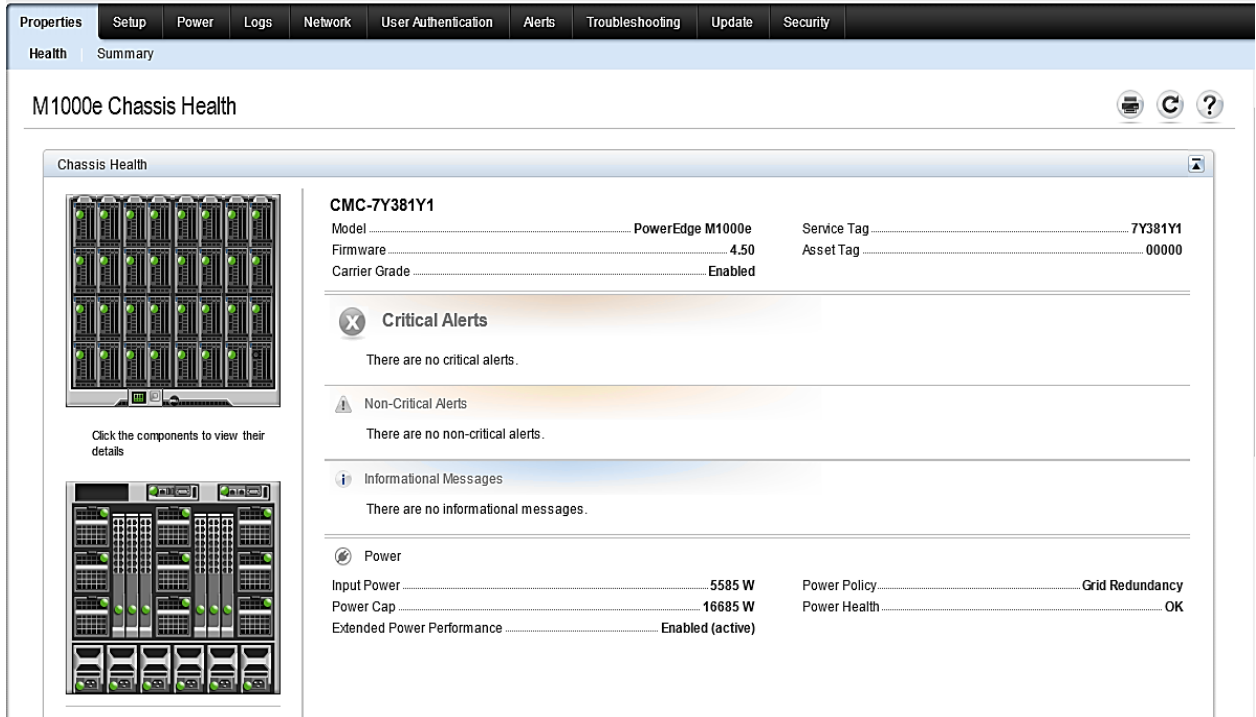 Properties Setup Power Logs Network User Authentication Alerts Troubleshooting Update Security
Health Summary
M1000e Chassis Health
Chassis Health
Click the components to view their
details
CMC-7Y381Y1
Model PowerEdge M1000e Service Tag 7Y381Y1
Firmware 4.50 Asset Tag 00000
Carrier Grade Enabled
Critical Alerts
There are no critical alerts.
Non-Critical Alerts
There are no non-critical alerts.
Informational Messages
There are no informational messages.
Power
Input Power 5585 W Power Policy Grid Redundancy
Power Cap 16685 W Power Health OK
Extended Power Performance Enabled (active)